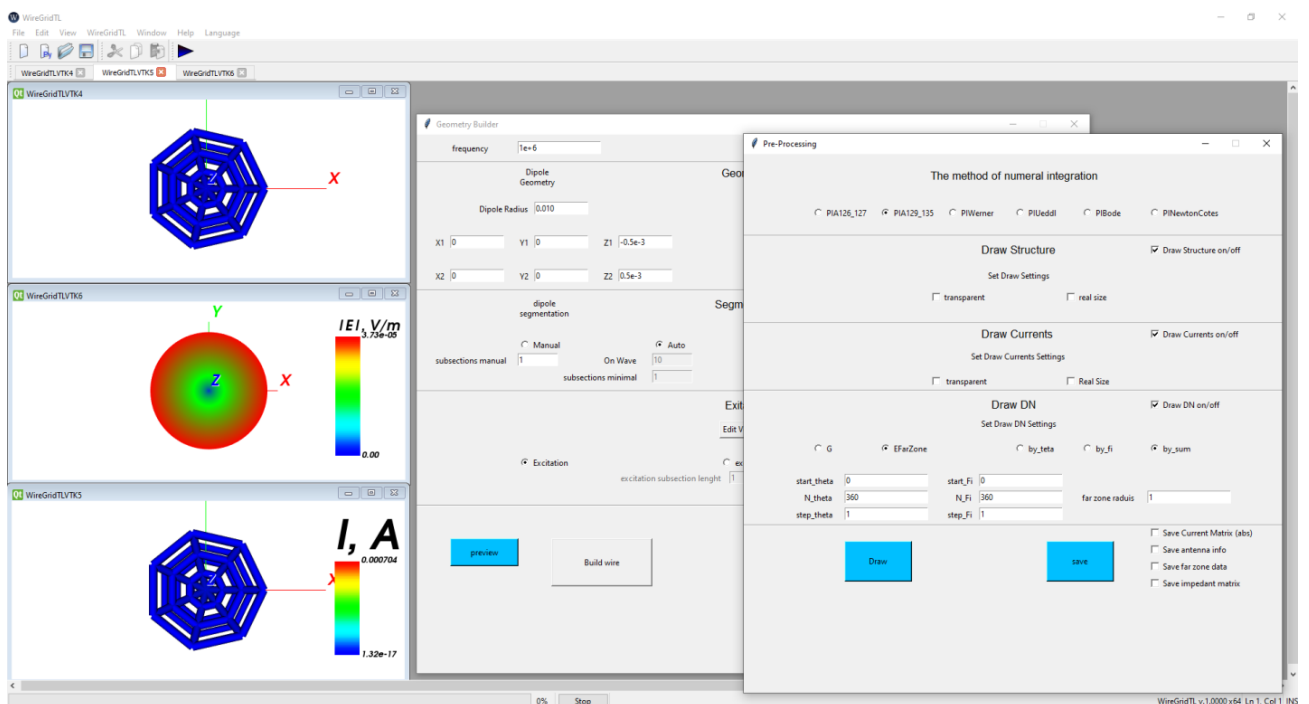 WireGridTL
File Edit View WireGridTL Window Help Language
Py
WireGridTLVTK4 WireGridTLVTK5 WireGridTLVTK6
Qt WireGridTLVTK4
X
Z
Qt WireGridTLVTK6
Y
|E|, V/m
3.73e-05
Z
X
0.00
Qt WireGridTLVTK5
I, A
0.000704
Z
X
1.32e-17
Geometry Builder
frequency 1e+6
Dipole
Geometry
Dipole Radius 0.010
X1 0 Y1 0 Z1 -0.5e-3
X2 0 Y2 0 Z2 0.5e-3
dipole
segmentation
Manual Auto
subsections manual 1 On Wave 10
subsections minimal 1
Edit V
Excitation ex
excitation subsection lenght 1
preview Build wire
Pre-Processing
The method of numeral integration
PIA126_127 PIA129_135 PIWerner PIUeddl PIBode PINewtonCotes
Draw Structure Draw Structure on/off
Set Draw Settings
transparent real size
Draw Currents Draw Currents on/off
Set Draw Currents Settings
transparent Real Size
Draw DN Draw DN on/off
Set Draw DN Settings
G EFarZone by_teta by_fi by_sum
start_theta 0 start_Fi 0
N_theta 360 N_Fi 360 far zone raduis 1
step_theta 1 step_Fi 1
Save Current Matrix (abs)
Save antenna info
Save far zone data
Save impedant matrix
Draw save
0% Stop
WireGridTL v.1.0000 x64 Ln 1, Col 1 INS